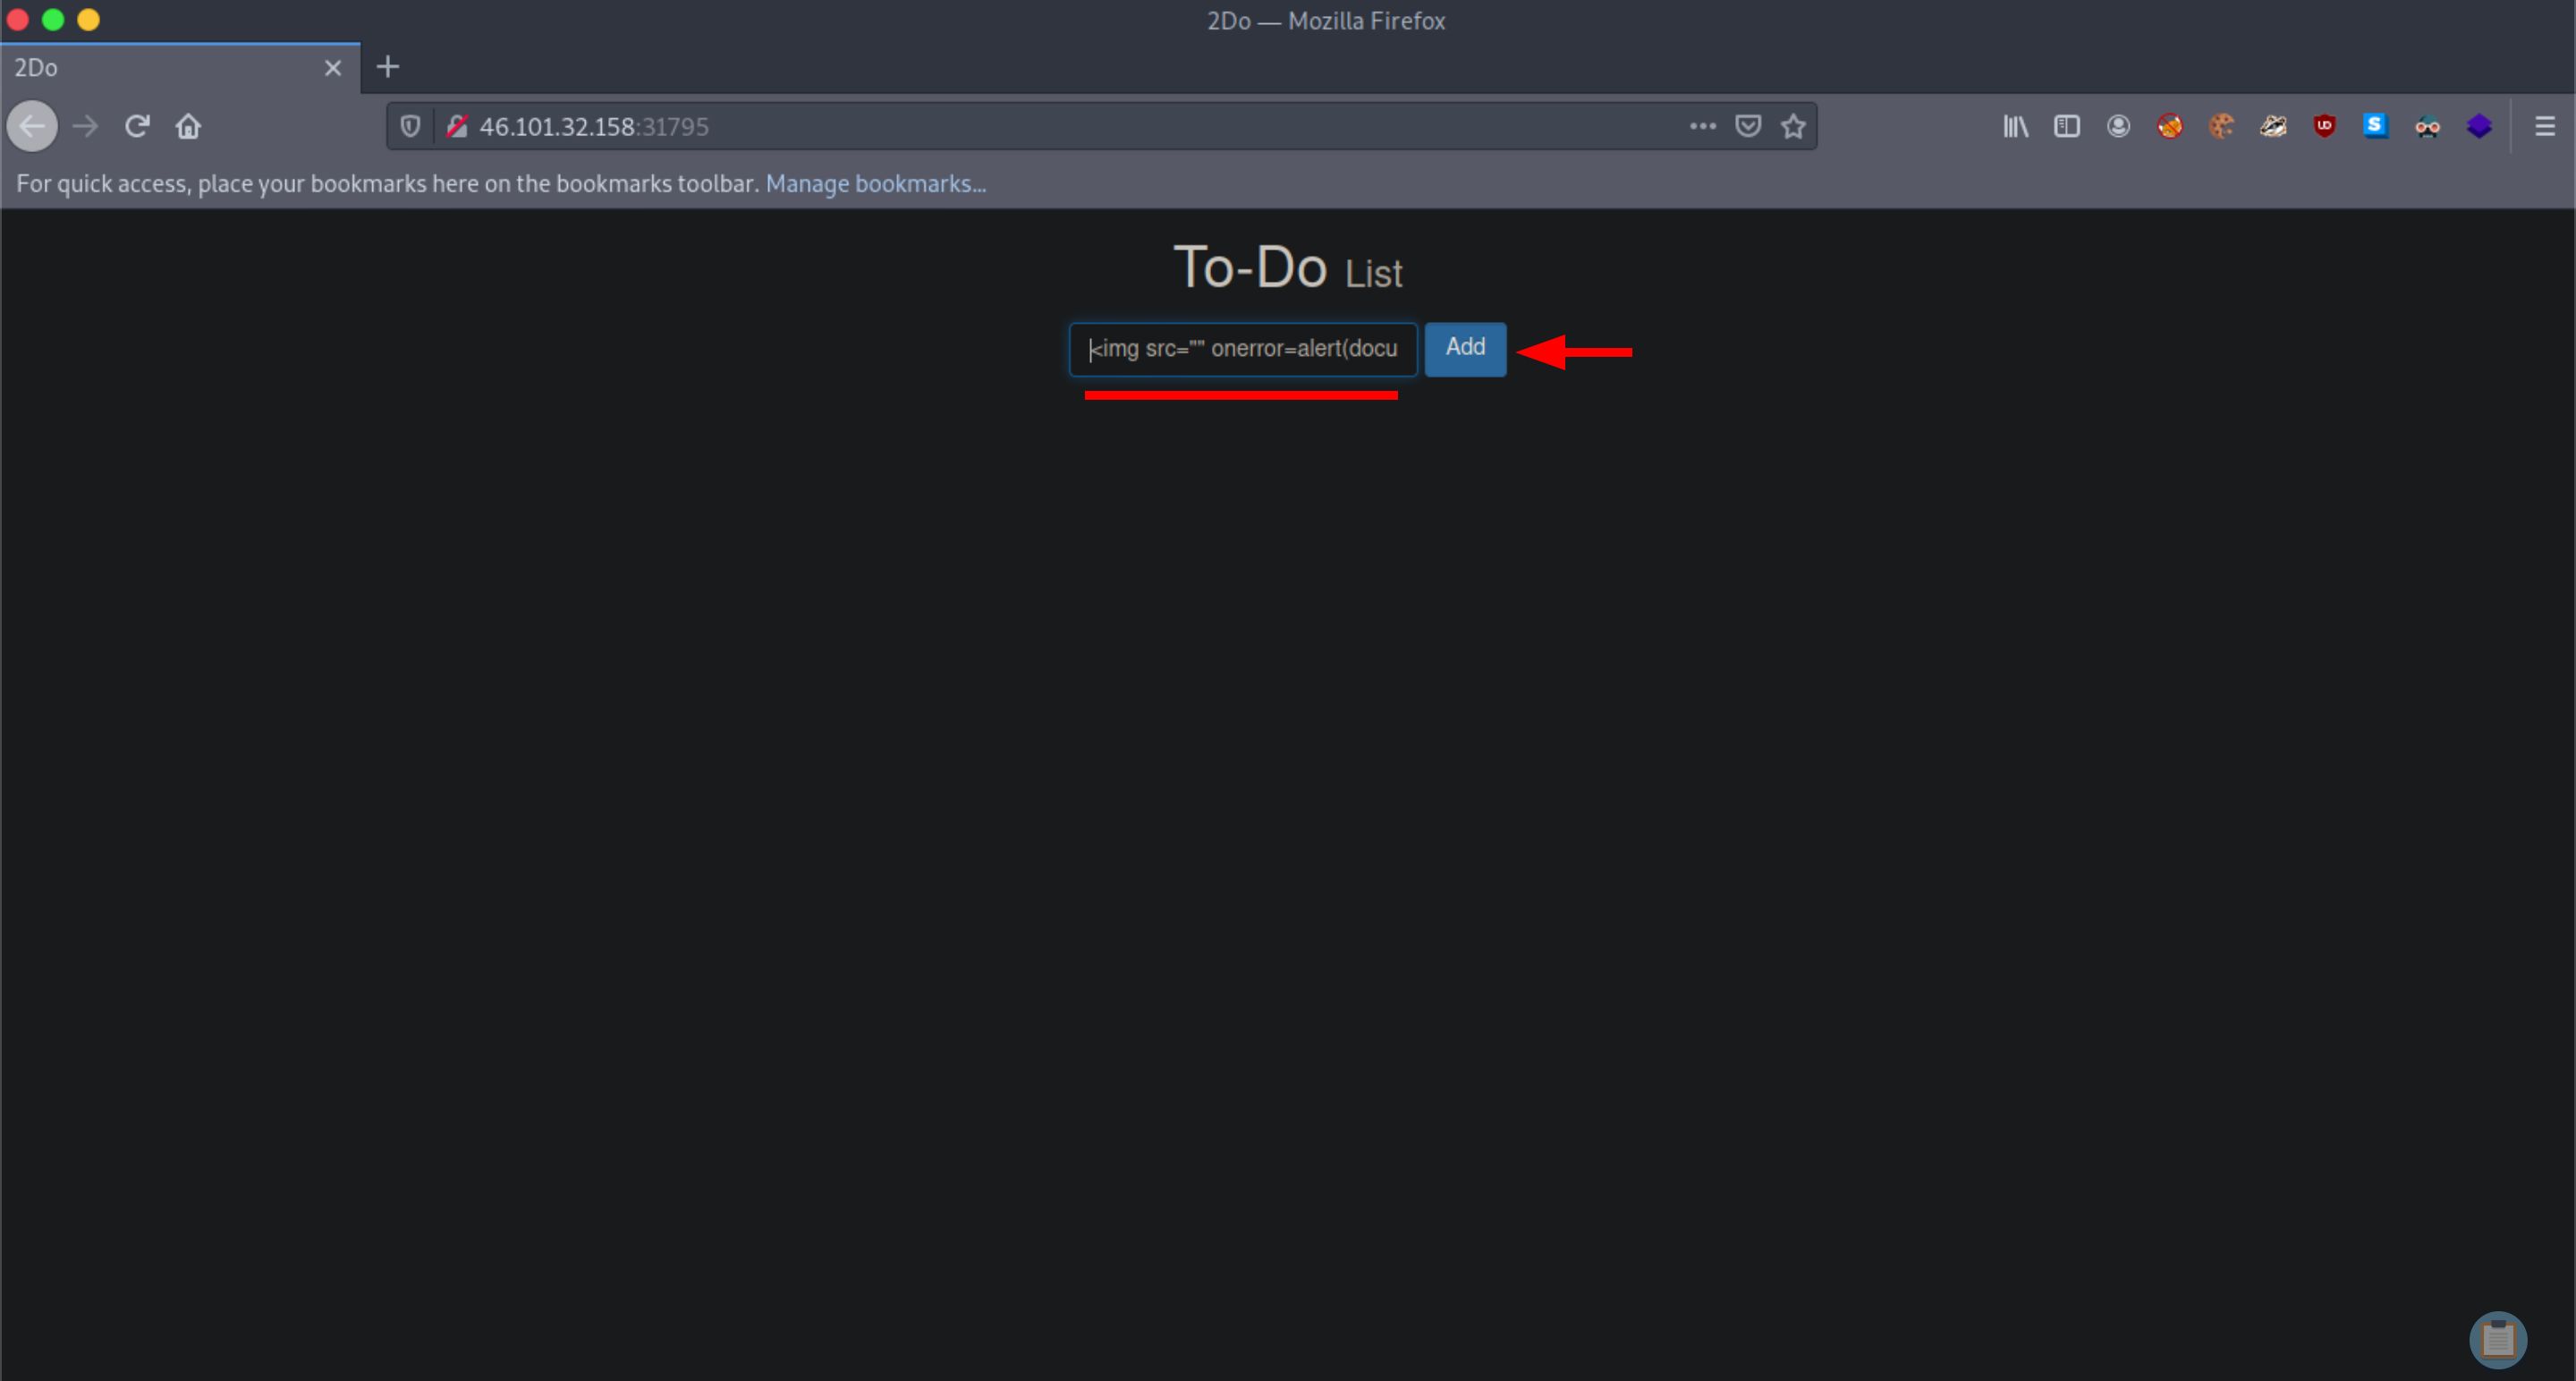 2Do — Mozilla Firefox
2Do
46.101.32.158:31795
For quick access, place your bookmarks here on the bookmarks toolbar. Manage bookmarks...
To-Do List
<img src="" onerror=alert(docu
Add